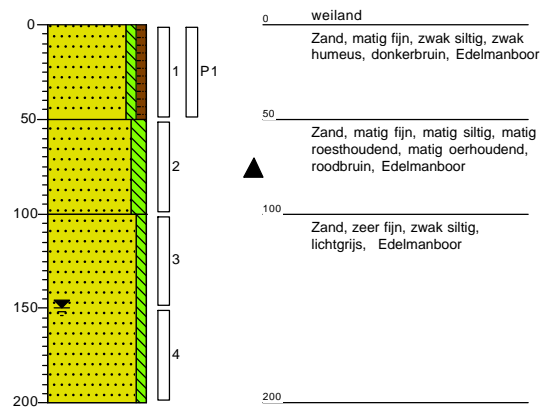 0
50
100
150
200
1
P1
2
3
4
weiland
0
Zand, matig fijn, zwak siltig, zwak
humeus, donkerbruin, Edelmanboor
50
Zand, matig fijn, matig siltig, matig
roesthoudend, matig oerhoudend,
roodbruin, Edelmanboor
100
Zand, zeer fijn, zwak siltig,
lichtgrijs, Edelmanboor
200